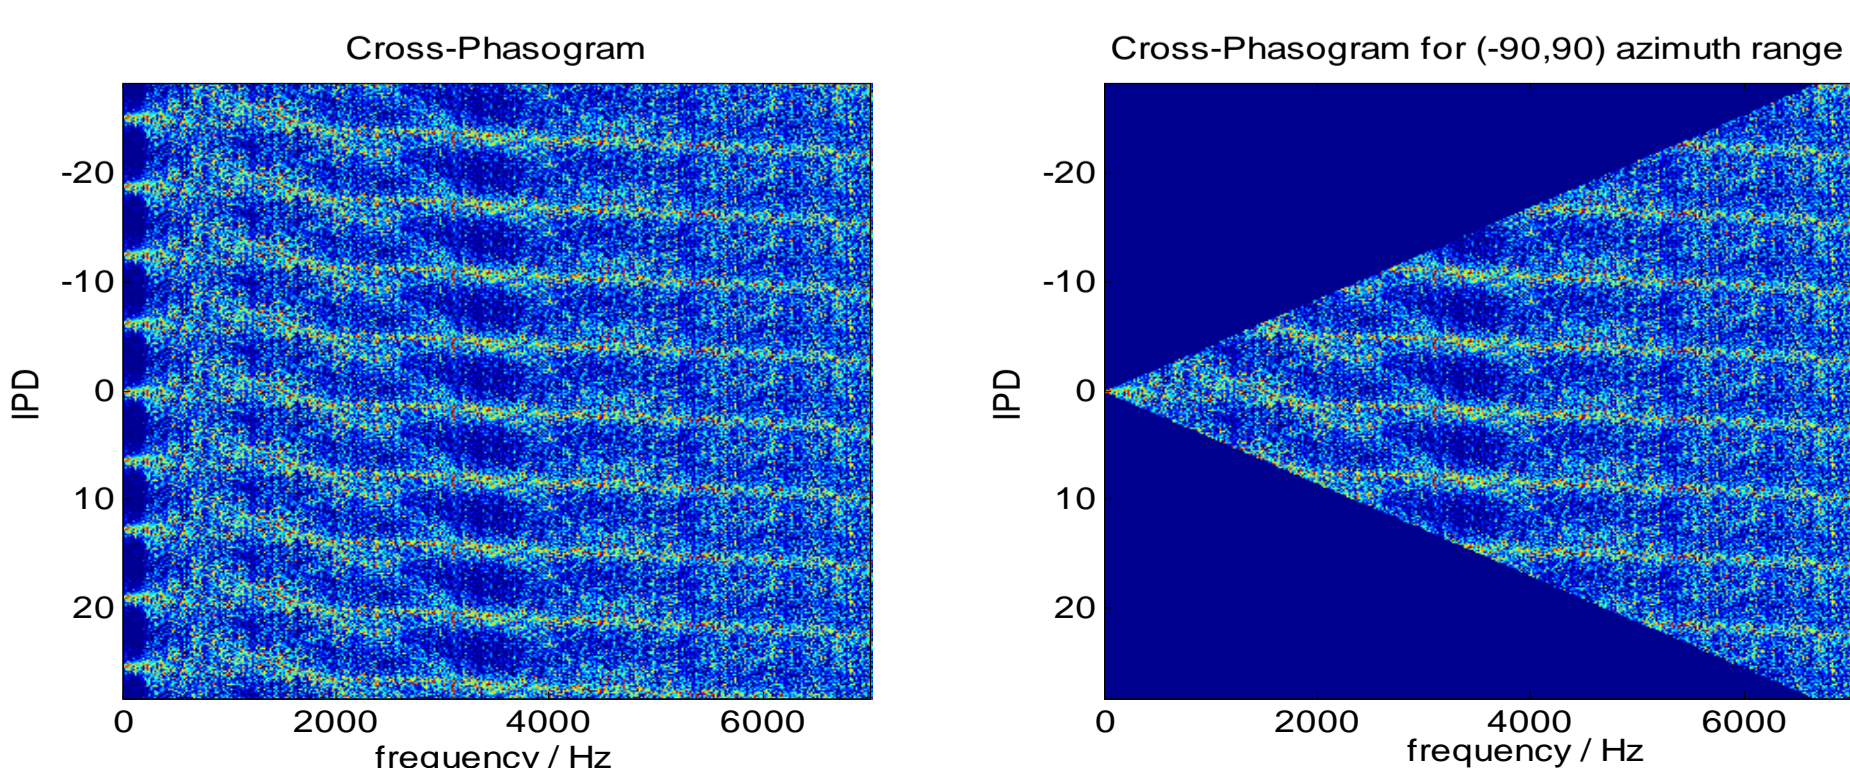 Cross-Phasogram
-20
-10
0
10
20
IPD
0 2000 4000 6000
frequency / Hz
Cross-Phasogram for (-90,90) azimuth range
-20
-10
0
10
20
IPD
0 2000 4000 6000
frequency / Hz